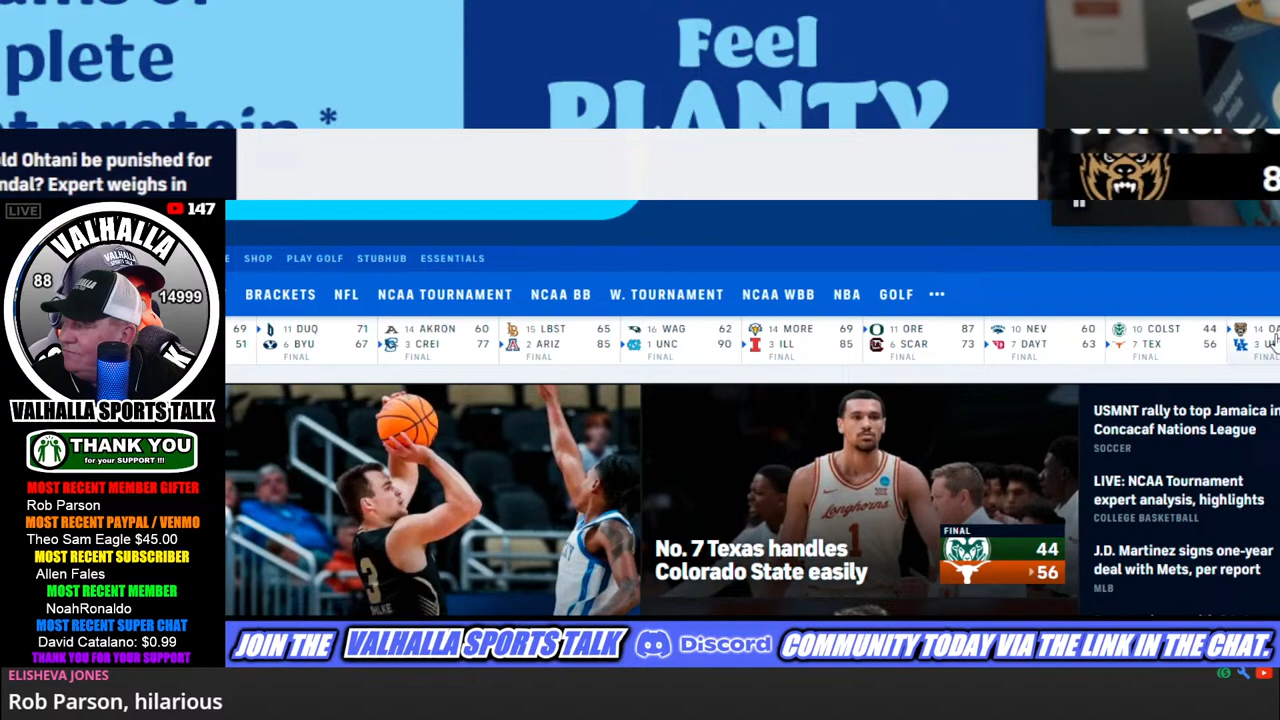 plete
Feel
PLANTY
t protein.*
ld Ohtani be punished for
ndal? Expert weighs in
8
LIVE
147
VALHALLA
88
14999
VALHALLA SPORTS TALK
SHOP PLAY GOLF STUBHUB ESSENTIALS
BRACKETS NFL NCAA TOURNAMENT NCAA BB W. TOURNAMENT NCAA WBB NBA GOLF •••
69 11 DUQ 71 14 AKRON 60 15 LBST 65 16 WAG 62 14 MORE 69 11 ORE 87 10 NEV 60 10 COLST 44 14
51 6 BYU 67 3 CREI 77 2 ARIZ 85 1 UNC 90 3 ILL 85 6 SCAR 73 7 DAYT 63 7 TEX 56 3
FINAL FINAL FINAL FINAL FINAL FINAL FINAL FINAL FINAL
Longhorns
1
3
No. 7 Texas handles
Colorado State easily
FINAL
44
56
USMNT rally to top Jamaica in
Concacaf Nations League
SOCCER
LIVE: NCAA Tournament
expert analysis, highlights
COLLEGE BASKETBALL
J.D. Martinez signs one-year
deal with Mets, per report
MLB
THANK YOU
for your SUPPORT !!!
MOST RECENT MEMBER GIFTER
Rob Parson
MOST RECENT PAYPAL / VENMO
Theo Sam Eagle $45.00
MOST RECENT SUBSCRIBER
Allen Fales
MOST RECENT MEMBER
NoahRonaldo
MOST RECENT SUPER CHAT
David Catalano: $0.99
THANK YOU FOR YOUR SUPPORT
JOIN THE VALHALLA SPORTS TALK Discord COMMUNITY TODAY VIA THE LINK IN THE CHAT.
ELISHEVA JONES
Rob Parson, hilarious